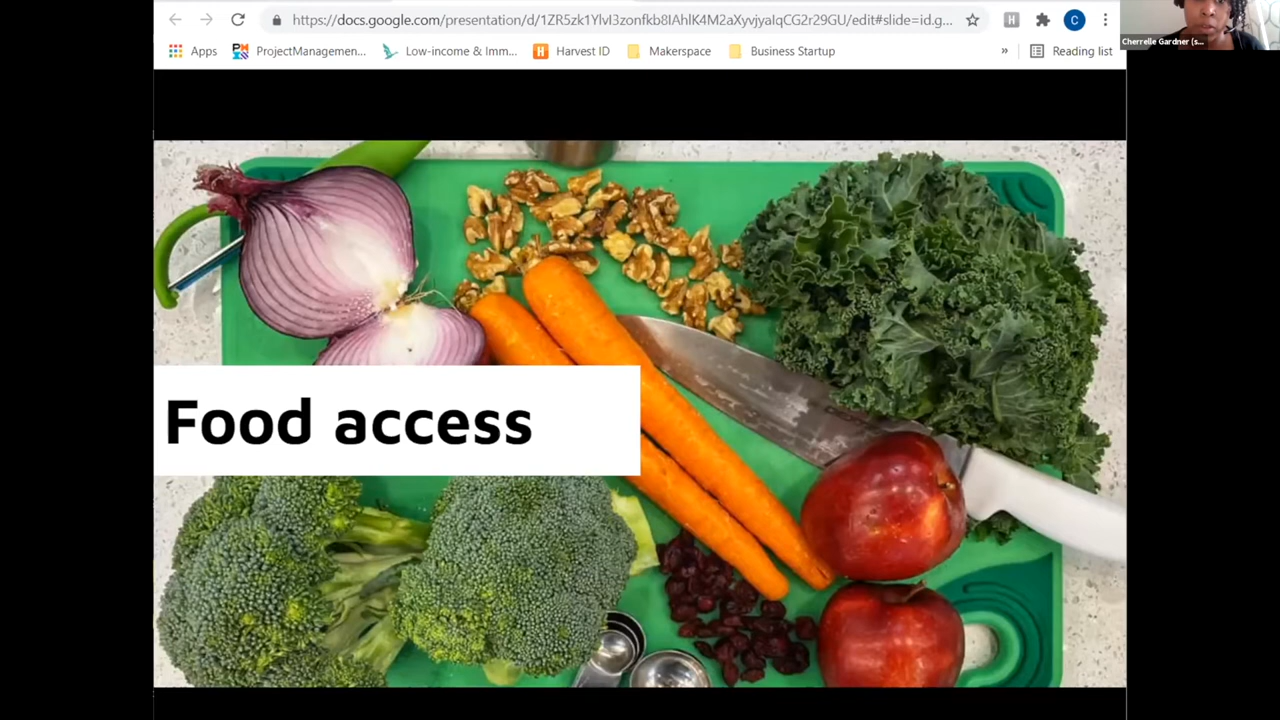 https://docs.google.com/presentation/d/1ZR5zk1YlvI3zonfkb8IAhlK4M2aXyvjyaIqCG2r29GU/edit#slide=id.g...
C
Apps
ProjectManagemen...
Low-income & Imm...
Harvest ID
Makerspace
Business Startup
»
Reading list
Cherrelle Gardner (s...
Food access